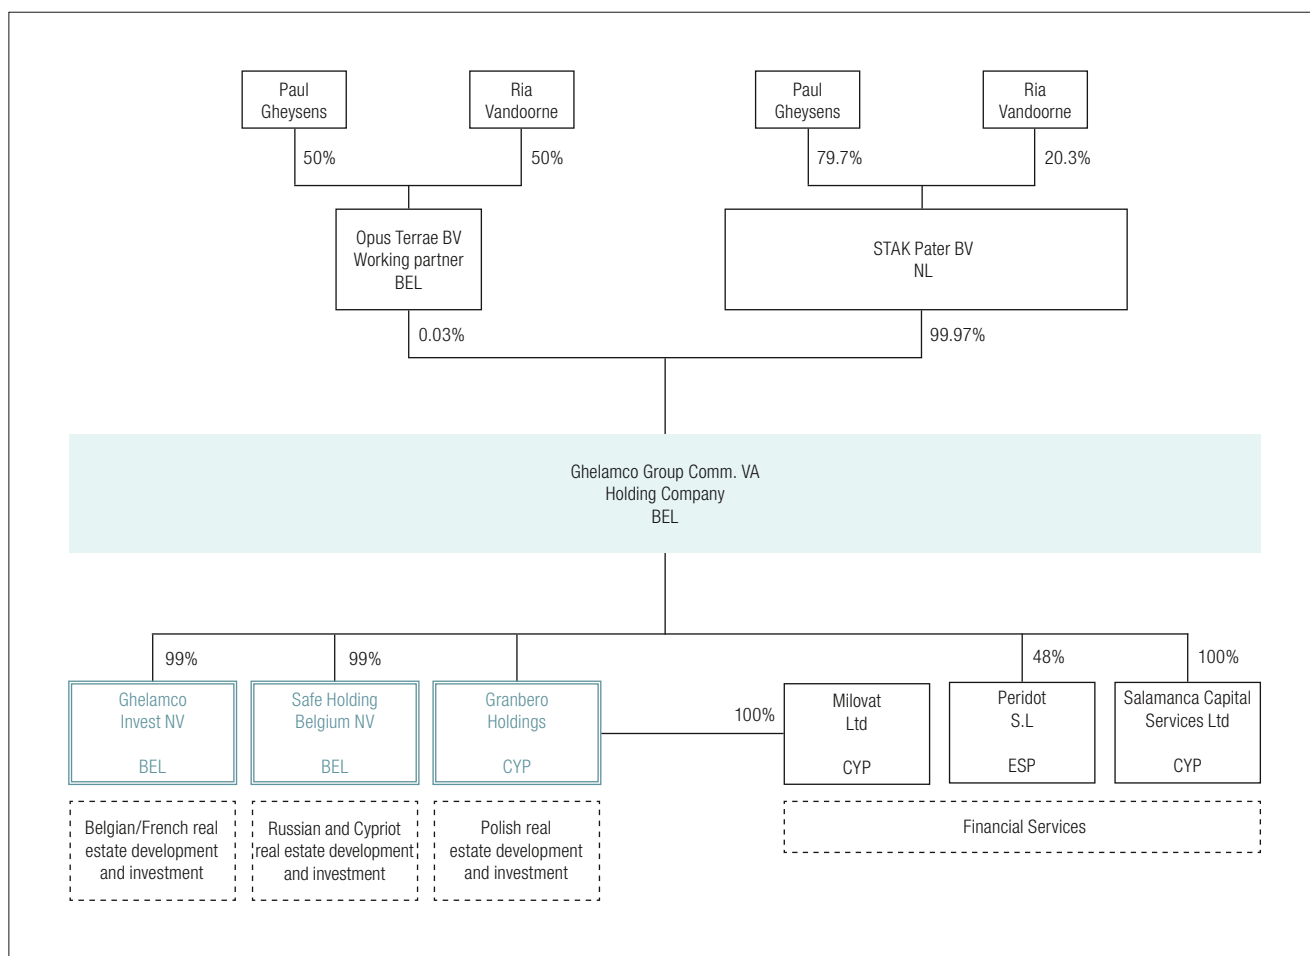 Paul
Gheysens
Ria
Vandoorne
Paul
Gheysens
Ria
Vandoorne
50%
50%
79.7%
20.3%
Opus Terrae BV
Working partner
BEL
STAK Pater BV
NL
0.03%
99.97%
Ghelamco Group Comm. VA
Holding Company
BEL
99%
99%
48%
100%
Ghelamco
Invest NV
BEL
Safe Holding
Belgium NV
BEL
Granbero
Holdings
CYP
100%
Milovat
Ltd
CYP
Peridot
S.L
ESP
Salamanca Capital
Services Ltd
CYP
Belgian/French real
estate development
and investment
Russian and Cypriot
real estate development
and investment
Polish real
estate development
and investment
Financial Services